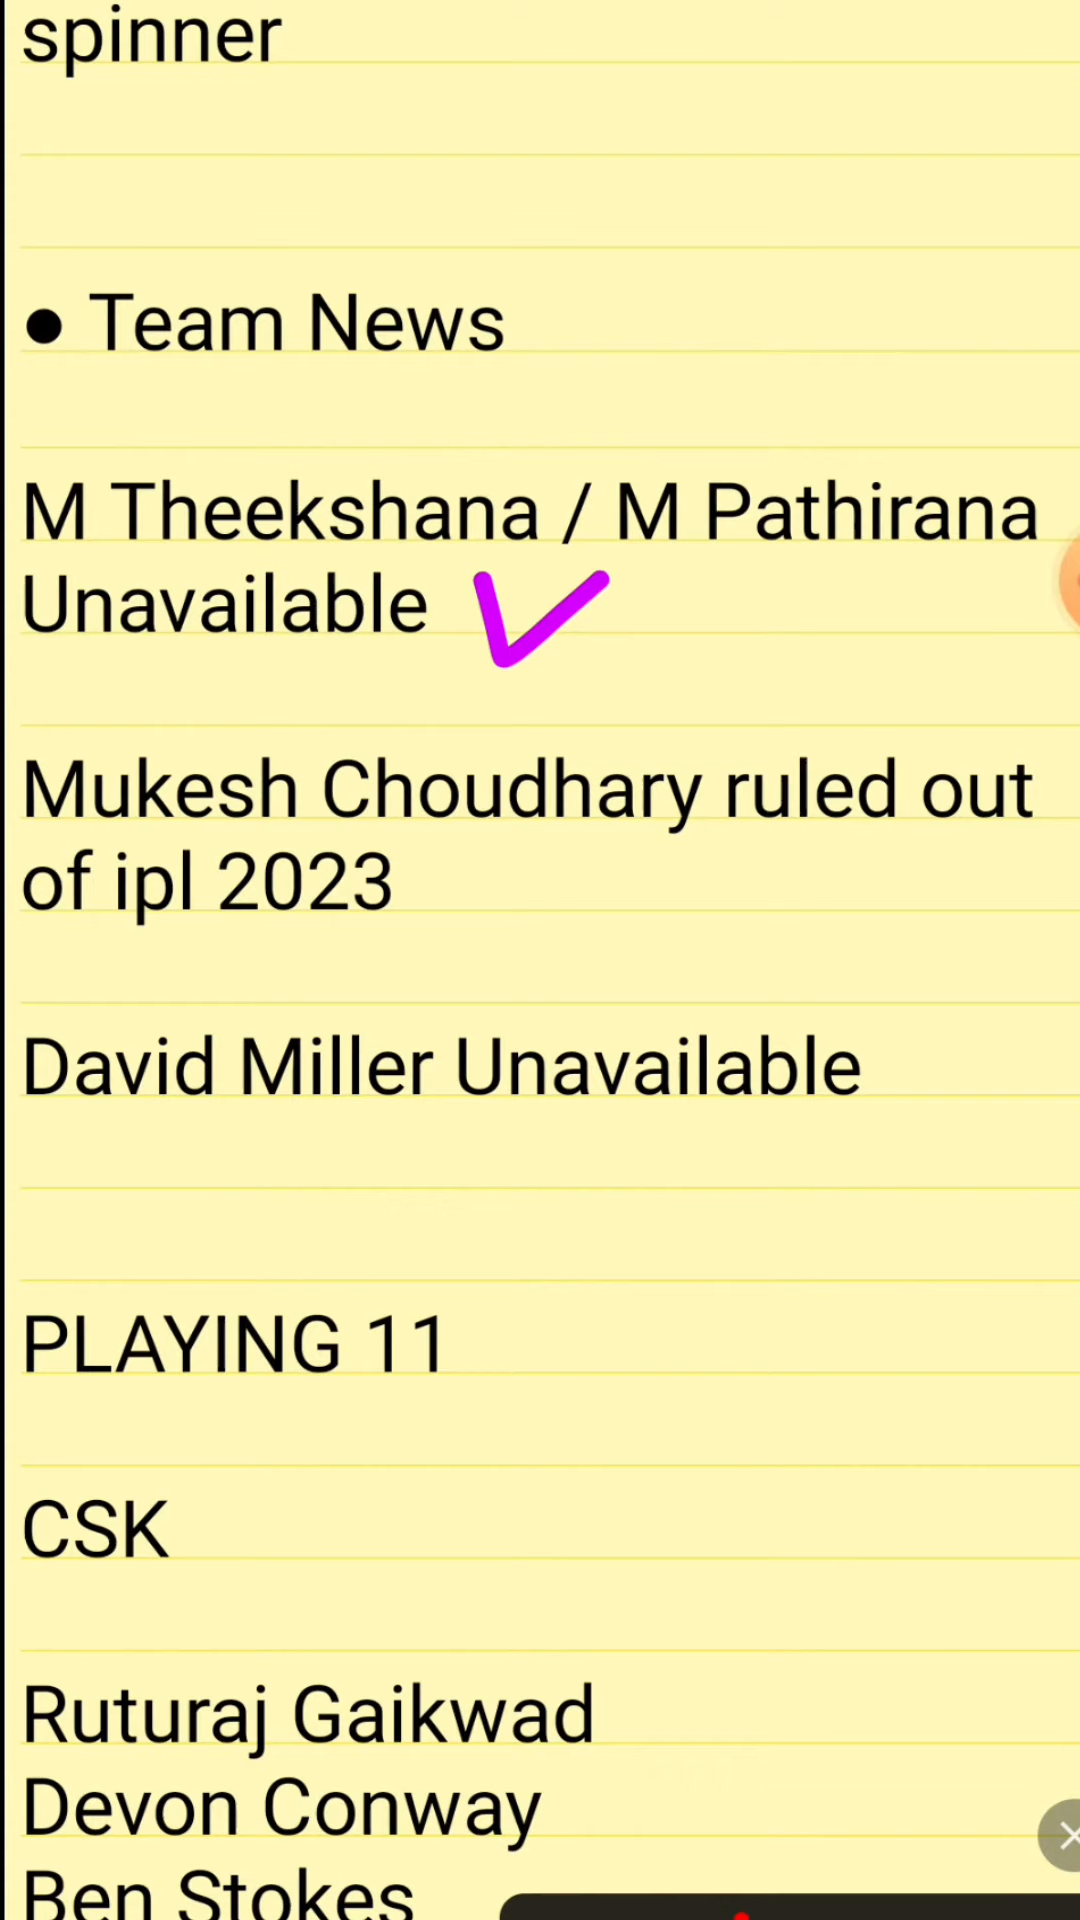 spinner
● Team News
M Theekshana / M Pathirana
Unavailable
Mukesh Choudhary ruled out
of ipl 2023
David Miller Unavailable
PLAYING 11
CSK
Ruturaj Gaikwad
Devon Conway
Ben Stokes